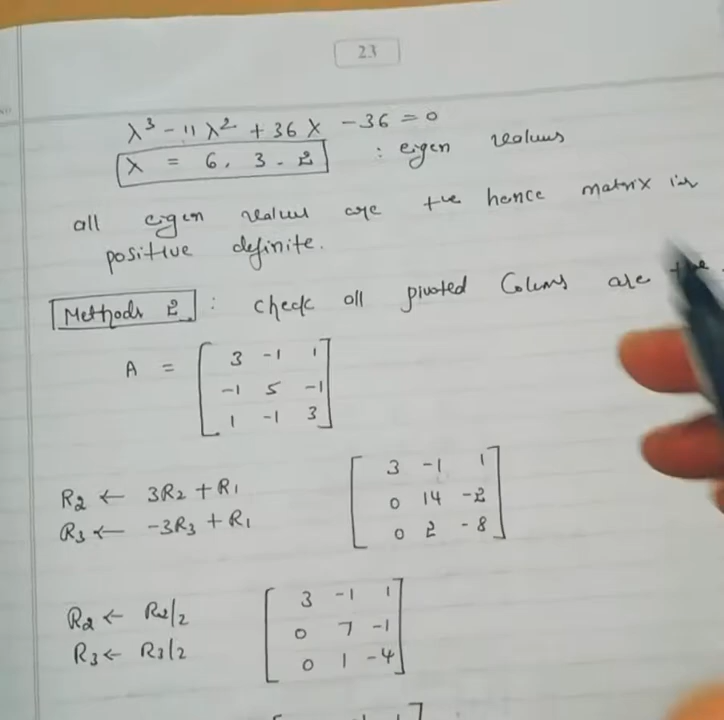 23
λ³ - 11λ² + 36λ - 36 = 0
λ = 6, 3, 2 : eigen values
all eigen values are +ve hence matrix is
positive definite.
Methods 2 : check all pivoted Colums are +ve.
A = [ 3 -1 1
-1 5 -1
1 -1 3 ]
R2 ← 3R2 + R1
R3 ← -3R3 + R1
[ 3 -1 1
0 14 -2
0 2 -8 ]
R2 ← R2/2
R3 ← R3/2
[ 3 -1 1
0 7 -1
0 1 -4 ]